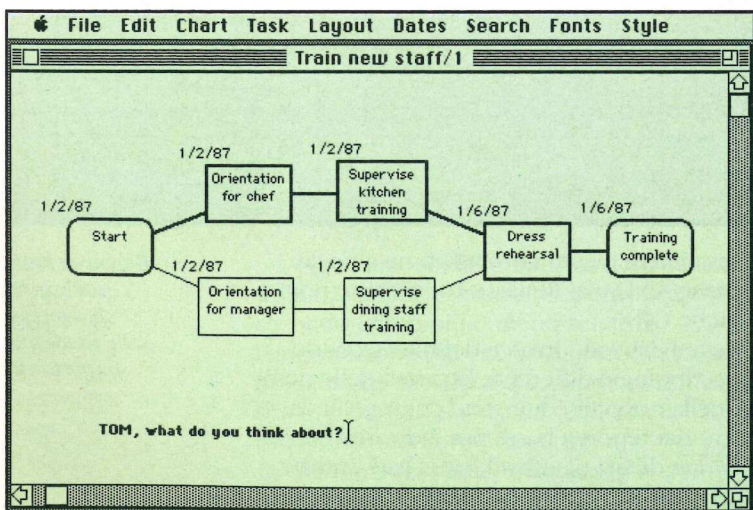 File Edit Chart Task Layout Dates Search Fonts Style
Train new staff/1
1/2/87
1/2/87
Orientation
for chef
Supervise
kitchen
training
1/2/87
1/6/87
1/6/87
Start
Dress
rehearsal
Training
complete
1/2/87
1/2/87
Orientation
for manager
Supervise
dining staff
training
TOM, what do you think about?